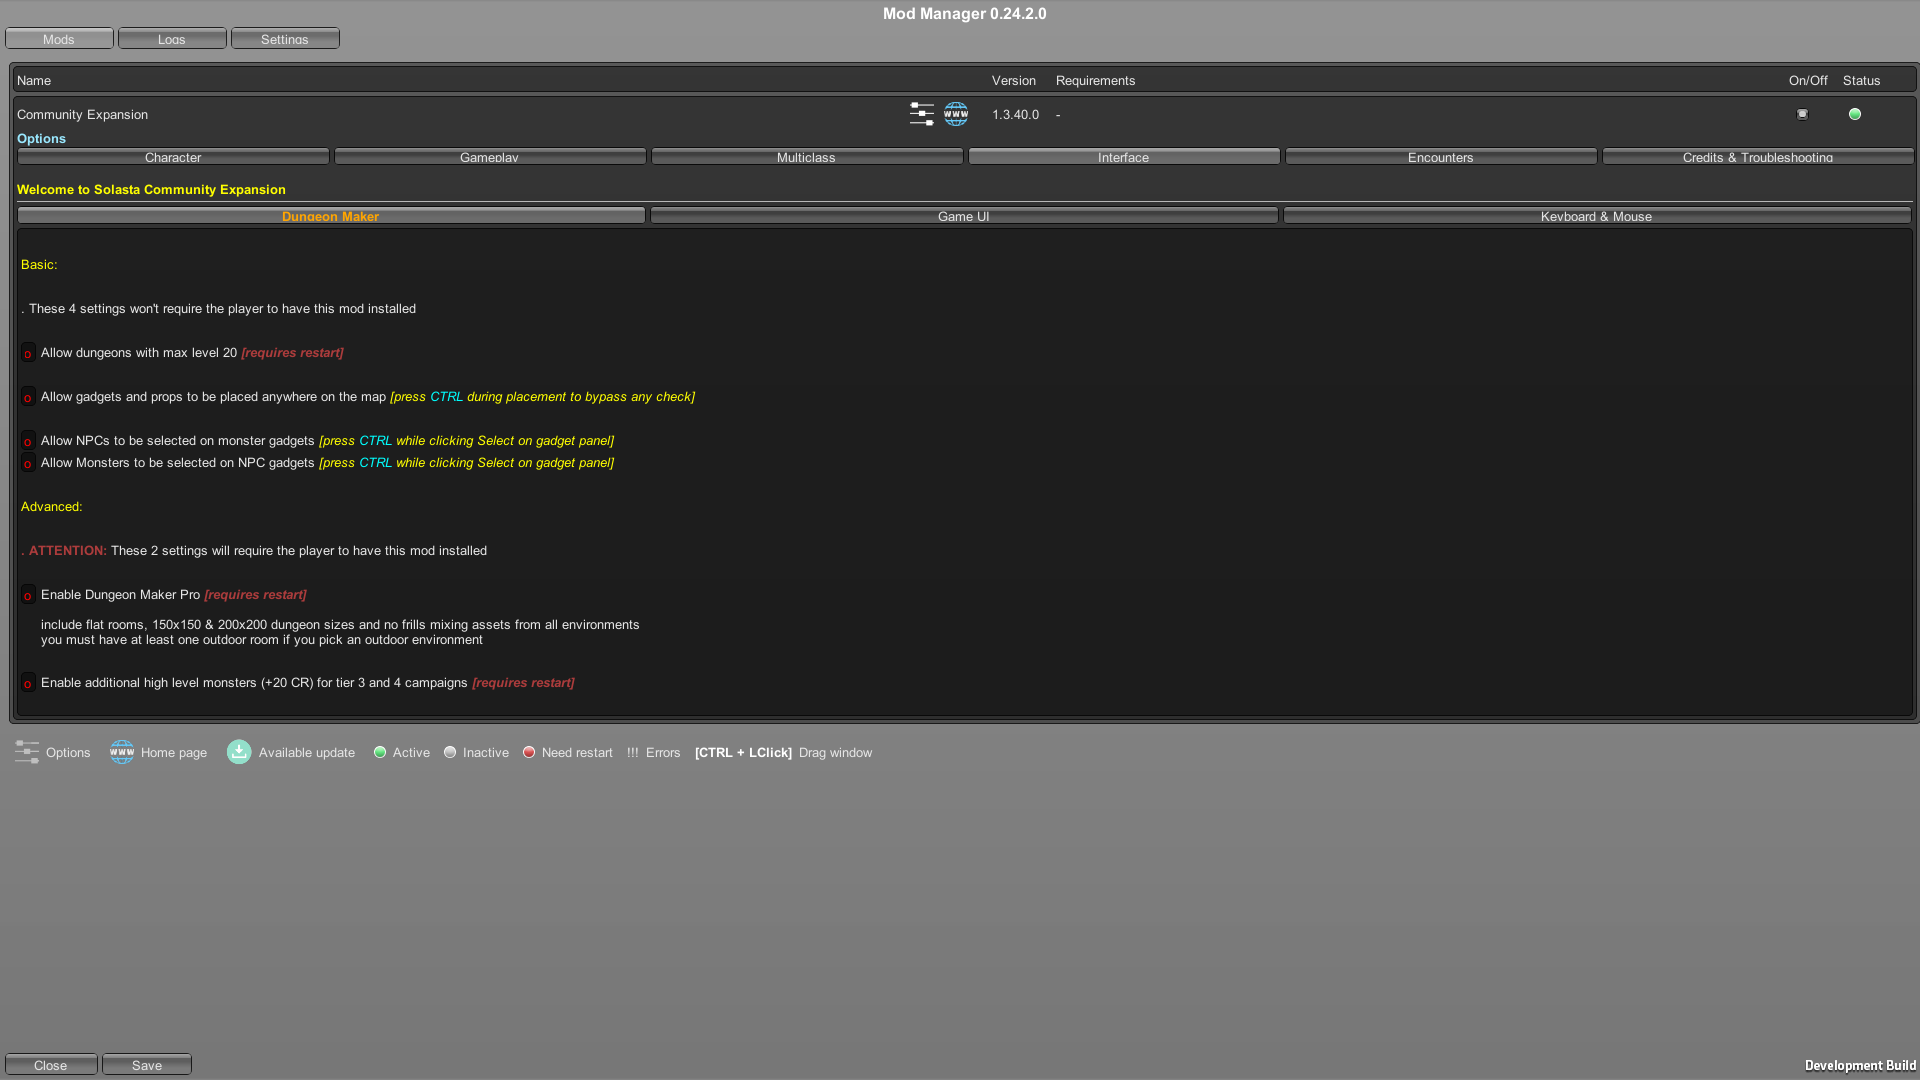 Mod Manager 0.24.2.0
Mods Logs Settings
Name Version Requirements On/Off Status
Community Expansion www 1.3.40.0 -
Options
Character Gameplay Multiclass Interface Encounters Credits & Troubleshooting
Welcome to Solasta Community Expansion
Dungeon Maker Game UI Keyboard & Mouse
Basic:
. These 4 settings won't require the player to have this mod installed
o Allow dungeons with max level 20 [requires restart]
o Allow gadgets and props to be placed anywhere on the map [press CTRL during placement to bypass any check]
o Allow NPCs to be selected on monster gadgets [press CTRL while clicking Select on gadget panel]
o Allow Monsters to be selected on NPC gadgets [press CTRL while clicking Select on gadget panel]
Advanced:
. ATTENTION: These 2 settings will require the player to have this mod installed
o Enable Dungeon Maker Pro [requires restart]
include flat rooms, 150x150 & 200x200 dungeon sizes and no frills mixing assets from all environments
you must have at least one outdoor room if you pick an outdoor environment
o Enable additional high level monsters (+20 CR) for tier 3 and 4 campaigns [requires restart]
Options www Home page Available update Active Inactive Need restart !!! Errors [CTRL + LClick] Drag window
Close Save Development Build